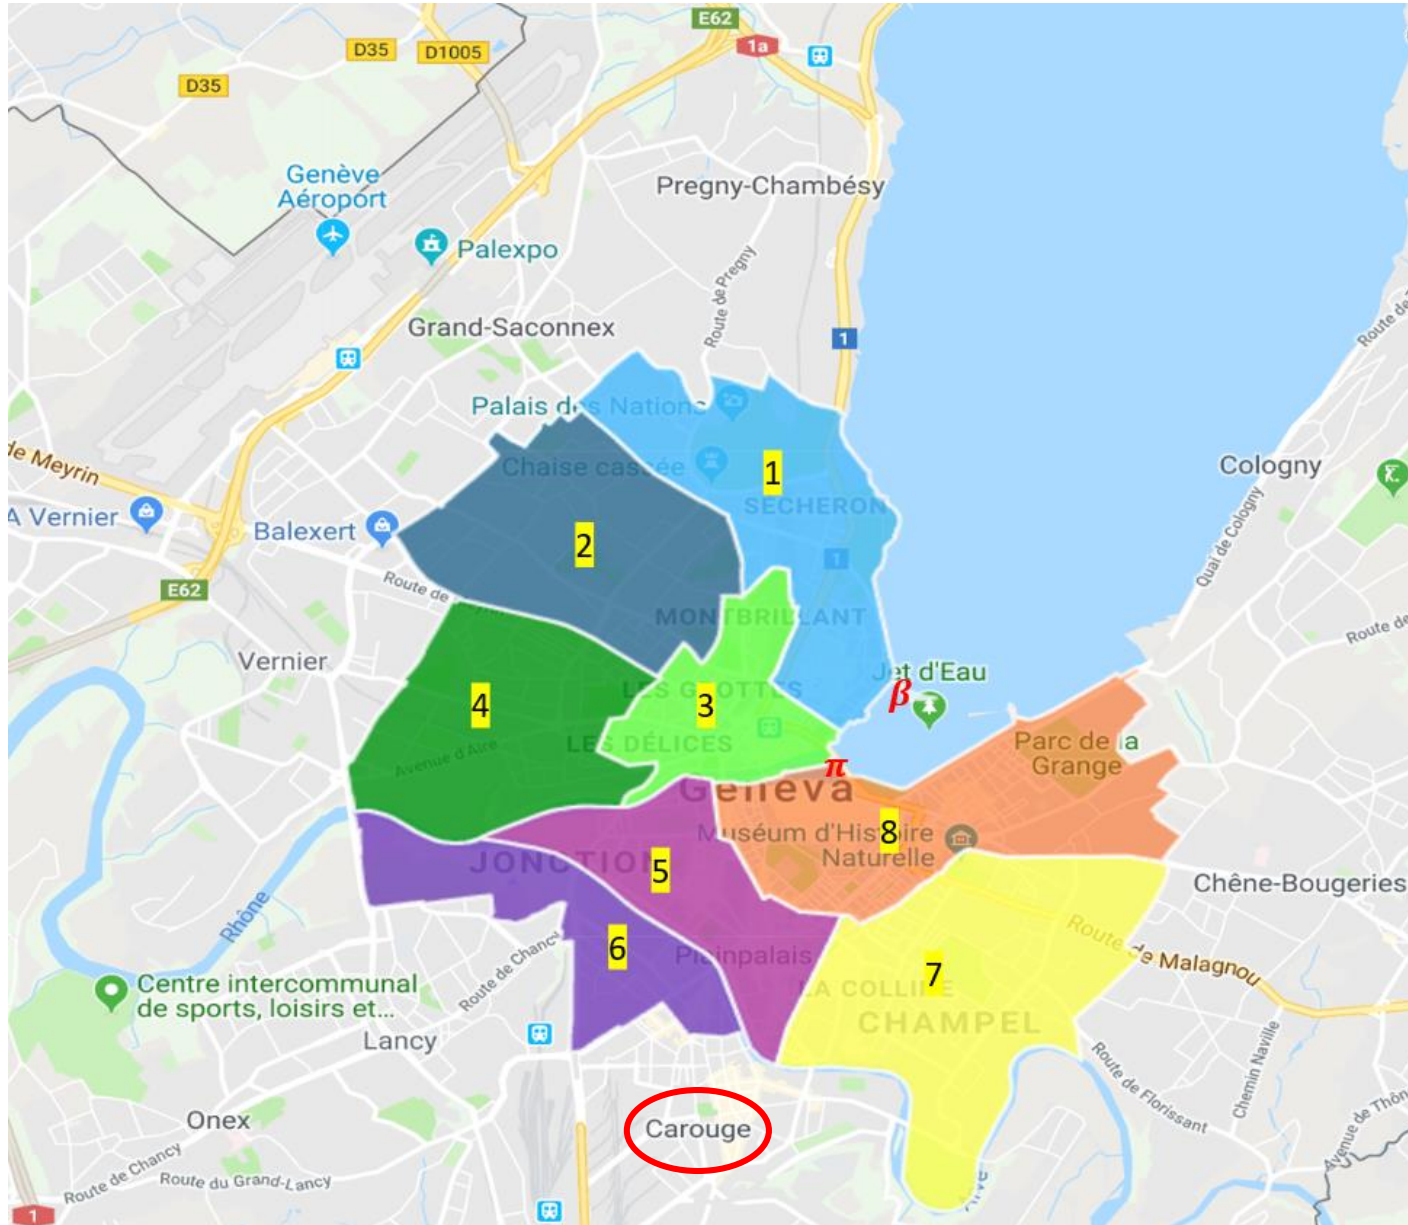 E62
1a
D35
D1005
D35
Genève
Aéroport
Pregny-Chambésy
Palexpo
Route de Pregny
Grand-Saconnex
1
Route de
Palais des Nations
de Meyrin
Chaise cassée
1
Cologny
SÉCHERON
A Vernier
Balexert
2
1
Quai de Cologny
E62
Route de
MONTBRILLANT
Route de
Vernier
Jet d'Eau
β
LES GROTTES
4
3
LES DÉLICES
Avenue d'Aïre
Parc de la
Grange
π
Geneva
Muséum d'Histoire
Naturelle
8
JONCTION
5
Chêne-Bougeries
Rhône
6
Plainpalais
Route de Malagnou
7
LA COLLINE
CHAMPEL
Route de Chancy
Centre intercommunal
de sports, loisirs et...
Lancy
Route de Florissant
Chemin Naville
Avenue de Thôn
Onex
Carouge
Route de Chancy
Route du Grand-Lancy
Arve
1